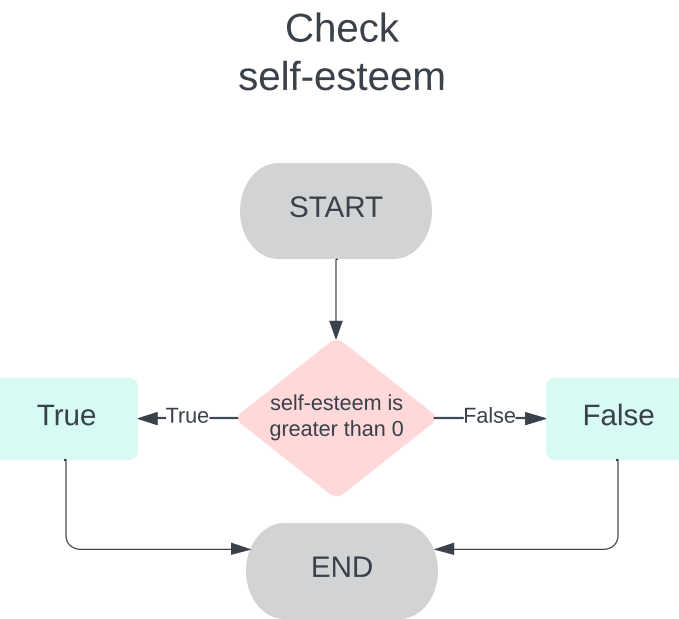 Check
self-esteem
START
self-esteem is
greater than 0
True
True
False
False
END